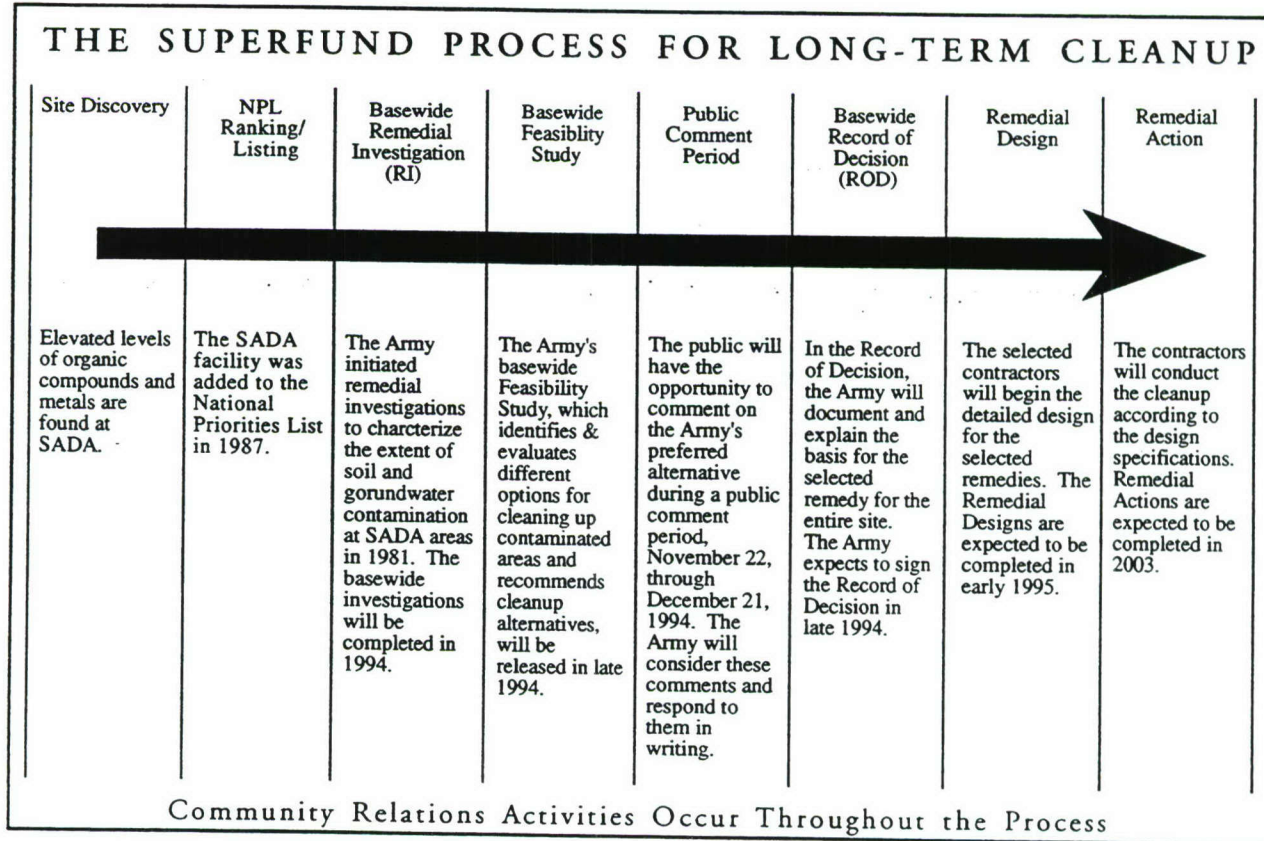 THE SUPERFUND PROCESS FOR LONG-TERM CLEANUP
Site Discovery
NPL
Ranking/
Listing
Basewide
Remedial
Investigation
(RI)
Basewide
Feasiblity
Study
Public
Comment
Period
Basewide
Record of
Decision
(ROD)
Remedial
Design
Remedial
Action
Elevated levels
of organic
compounds and
metals are
found at
SADA.
The SADA
facility was
added to the
National
Priorities List
in 1987.
The Army
initiated
remedial
investigations
to charcterize
the extent of
soil and
gorundwater
contamination
at SADA areas
in 1981. The
basewide
investigations
will be
completed in
1994.
The Army's
basewide
Feasibility
Study, which
identifies &
evaluates
different
options for
cleaning up
contaminated
areas and
recommends
cleanup
alternatives,
will be
released in late
1994.
The public will
have the
opportunity to
comment on
the Army's
preferred
alternative
during a public
comment
period,
November 22,
through
December 21,
1994. The
Army will
consider these
comments and
respond to
them in
writing.
In the Record
of Decision,
the Army will
document and
explain the
basis for the
selected
remedy for the
entire site.
The Army
expects to sign
the Record of
Decision in
late 1994.
The selected
contractors
will begin the
detailed design
for the
selected
remedies. The
Remedial
Designs are
expected to be
completed in
early 1995.
The contractors
will conduct
the cleanup
according to
the design
specifications.
Remedial
Actions are
expected to be
completed in
2003.
Community Relations Activities Occur Throughout the Process